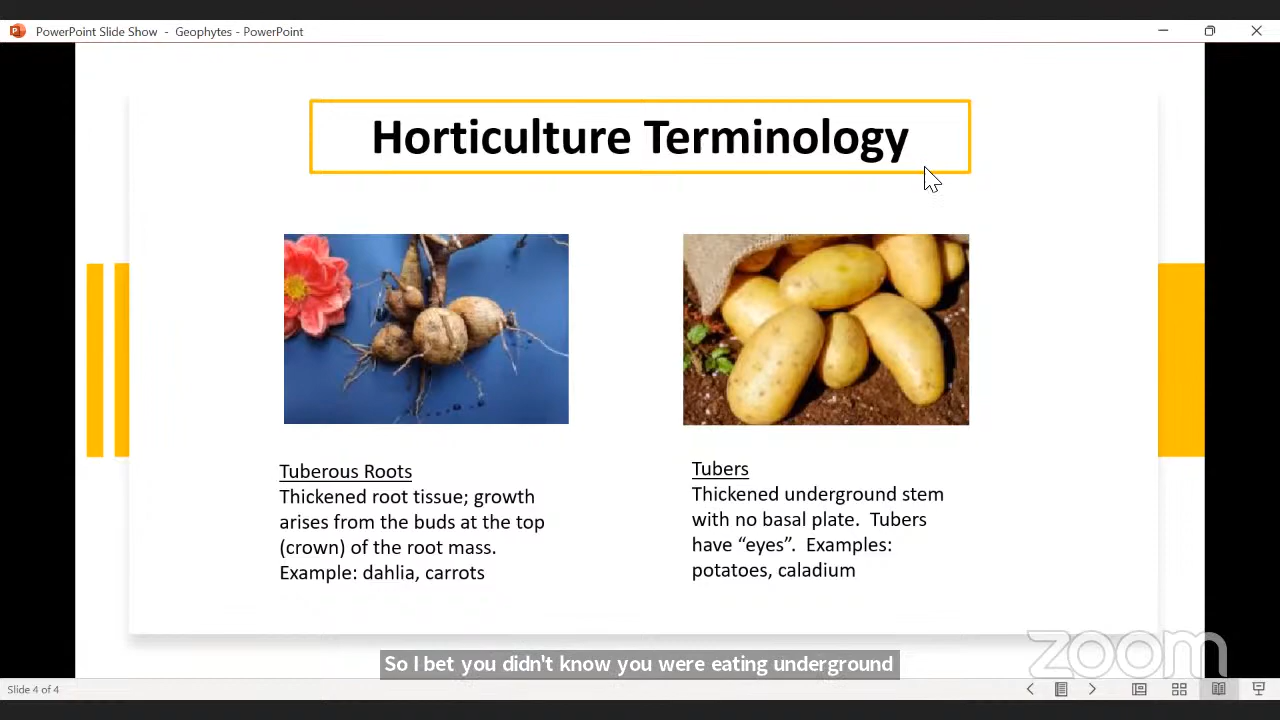 PowerPoint Slide Show - Geophytes - PowerPoint
Horticulture Terminology
Tuberous Roots
Thickened root tissue; growth
arises from the buds at the top
(crown) of the root mass.
Example: dahlia, carrots
Tubers
Thickened underground stem
with no basal plate. Tubers
have “eyes”. Examples:
potatoes, caladium
So I bet you didn't know you were eating underground
zoom
Slide 4 of 4